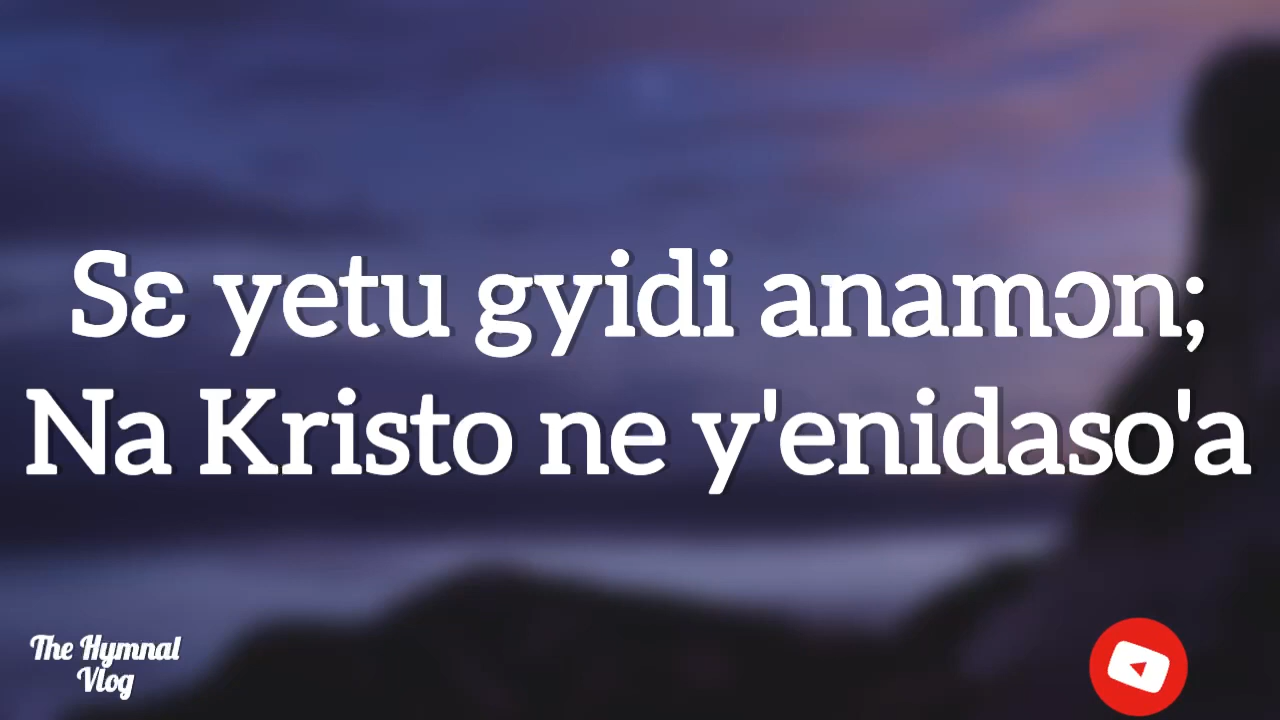 Sɛ yetu gyidi anamɔn;
Na Kristo ne y'enidaso'a
The Hymnal
Vlog